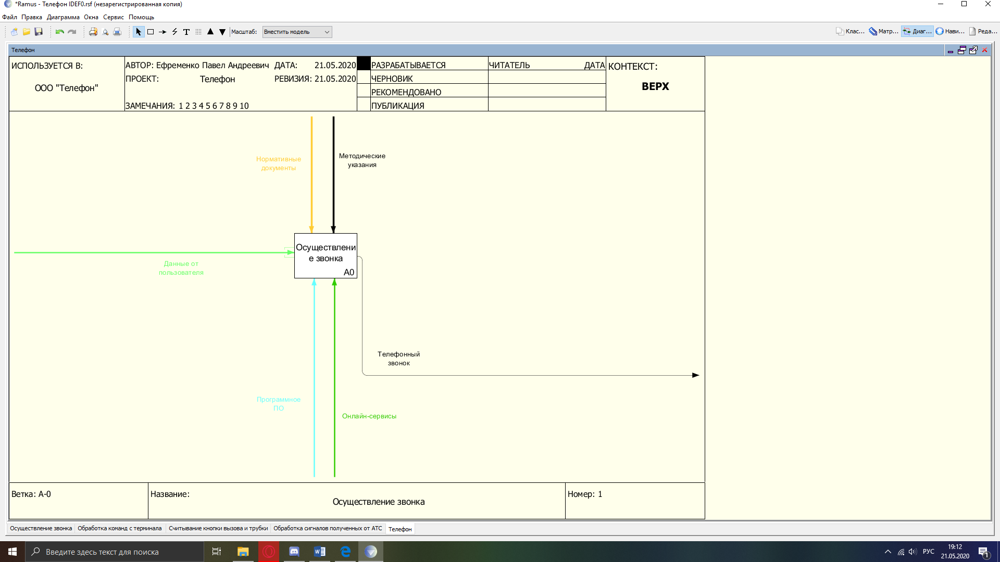 *Ramus - Телефон IDEF0.rsf (незарегистрированная копия)
Файл Правка Диаграмма Окна Сервис Помощь
Масштаб: Вместить модель Клас... Матр... Диаг... Нави... Реда...
Телефон
ИСПОЛЬЗУЕТСЯ В:
ООО "Телефон"
АВТОР: Ефременко Павел Андреевич ДАТА: 21.05.2020
ПРОЕКТ: Телефон РЕВИЗИЯ: 21.05.2020
ЗАМЕЧАНИЯ: 1 2 3 4 5 6 7 8 9 10
РАЗРАБАТЫВАЕТСЯ
ЧЕРНОВИК
РЕКОМЕНДОВАНО
ПУБЛИКАЦИЯ
ЧИТАТЕЛЬ ДАТА
КОНТЕКСТ:
ВЕРХ
Нормативные
документы
Методические
указания
Осуществлени
е звонка
A0
Данные от
пользователя
Телефонный
звонок
Программное
ПО
Онлайн-сервисы
Ветка: A-0
Название:
Осуществление звонка
Номер: 1
Осуществление звонка Обработка команд с терминала Считывание кнопки вызова и трубки Обработка сигналов полученных от АТС Телефон
Введите здесь текст для поиска
РУС
19:12
21.05.2020
1